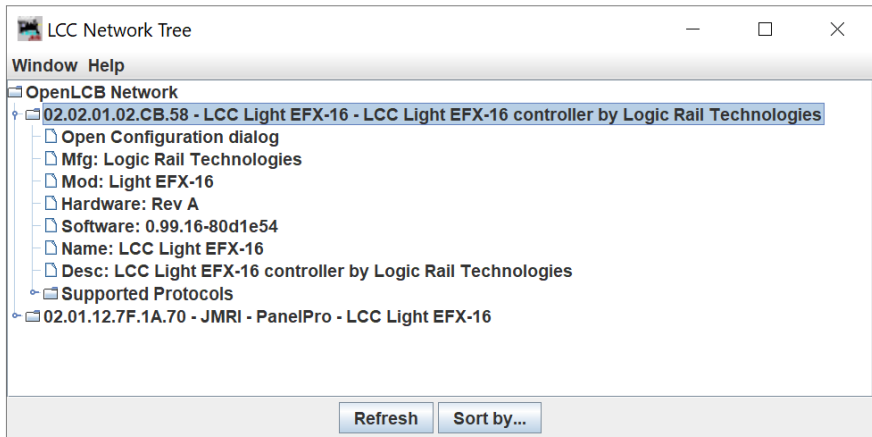 LCC Network Tree
Window Help
OpenLCB Network
02.02.01.02.CB.58 - LCC Light EFX-16 - LCC Light EFX-16 controller by Logic Rail Technologies
Open Configuration dialog
Mfg: Logic Rail Technologies
Mod: Light EFX-16
Hardware: Rev A
Software: 0.99.16-80d1e54
Name: LCC Light EFX-16
Desc: LCC Light EFX-16 controller by Logic Rail Technologies
Supported Protocols
02.01.12.7F.1A.70 - JMRI - PanelPro - LCC Light EFX-16
Refresh Sort by...